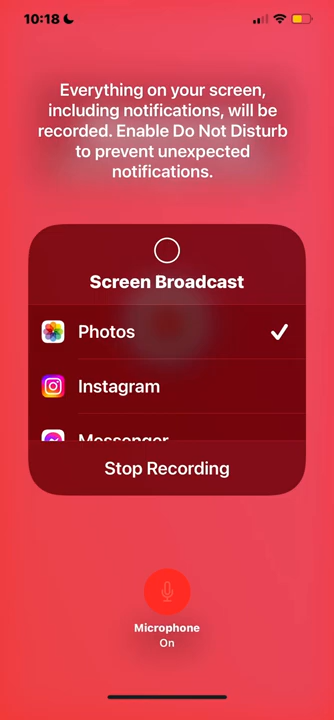 10:18
Everything on your screen,
including notifications, will be
recorded. Enable Do Not Disturb
to prevent unexpected
notifications.
Screen Broadcast
Photos
Instagram
Messenger
Stop Recording
Microphone
On